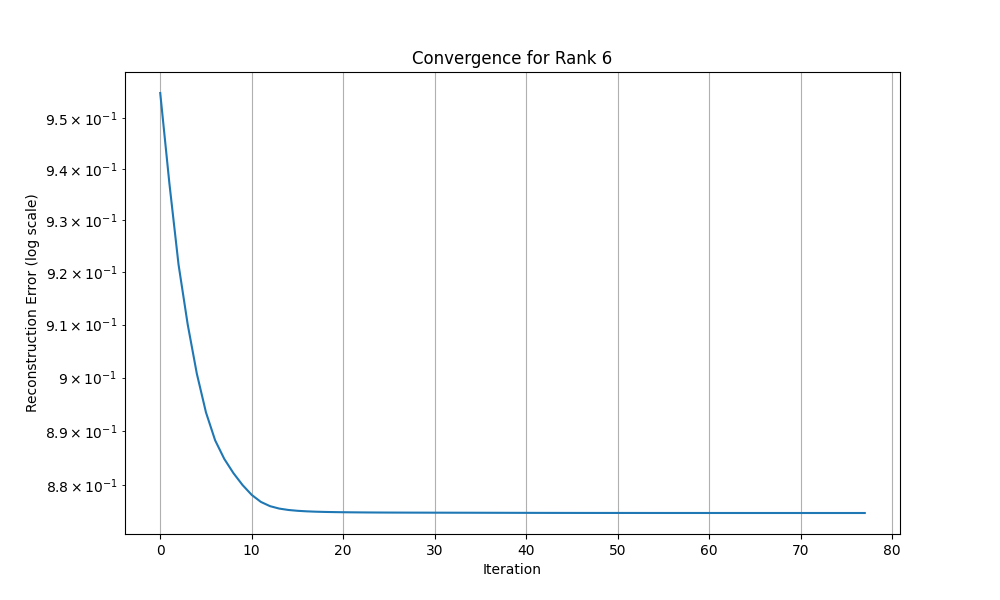 Convergence for Rank 6
Reconstruction Error (log scale)
9.5 × 10⁻¹
9.4 × 10⁻¹
9.3 × 10⁻¹
9.2 × 10⁻¹
9.1 × 10⁻¹
9 × 10⁻¹
8.9 × 10⁻¹
8.8 × 10⁻¹
0 10 20 30 40 50 60 70 80
Iteration